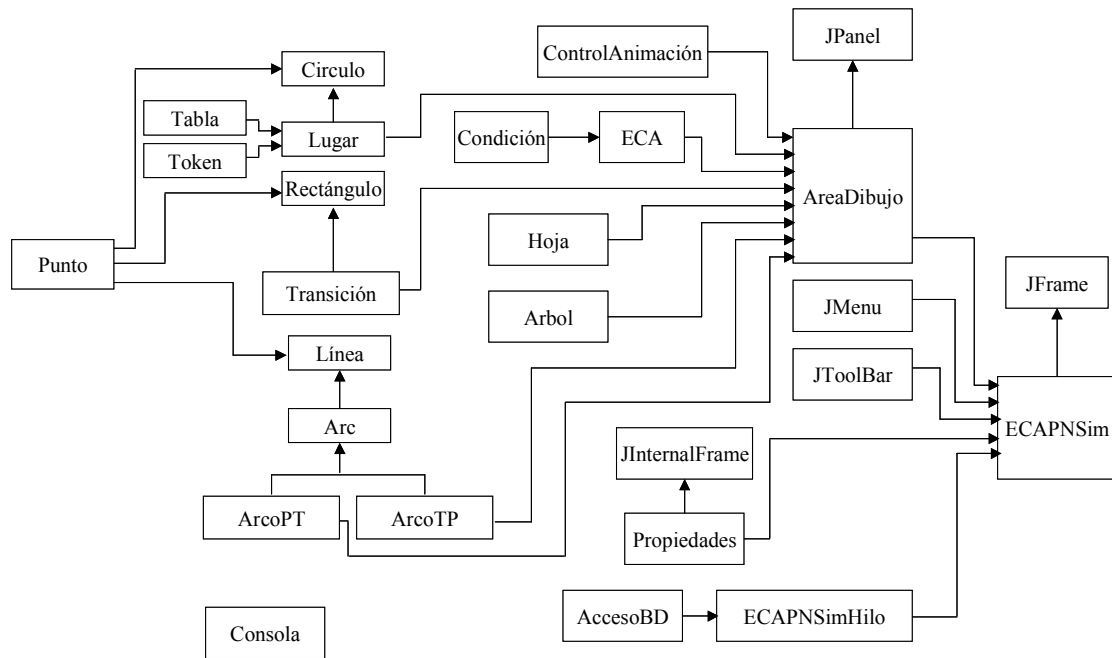 JPanel
ControlAnimación
Circulo
Tabla
Lugar
Condición
ECA
Token
Rectángulo
AreaDibujo
Hoja
Punto
Transición
JFrame
JMenu
Arbol
Línea
JToolBar
Arc
ECAPNSim
JInternalFrame
ArcoPT
ArcoTP
Propiedades
AccesoBD
ECAPNSimHilo
Consola